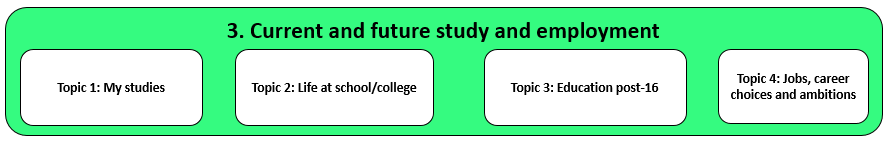 3. Current and future study and employment
Topic 1: My studies
Topic 2: Life at school/college
Topic 3: Education post-16
Topic 4: Jobs, career
choices and ambitions